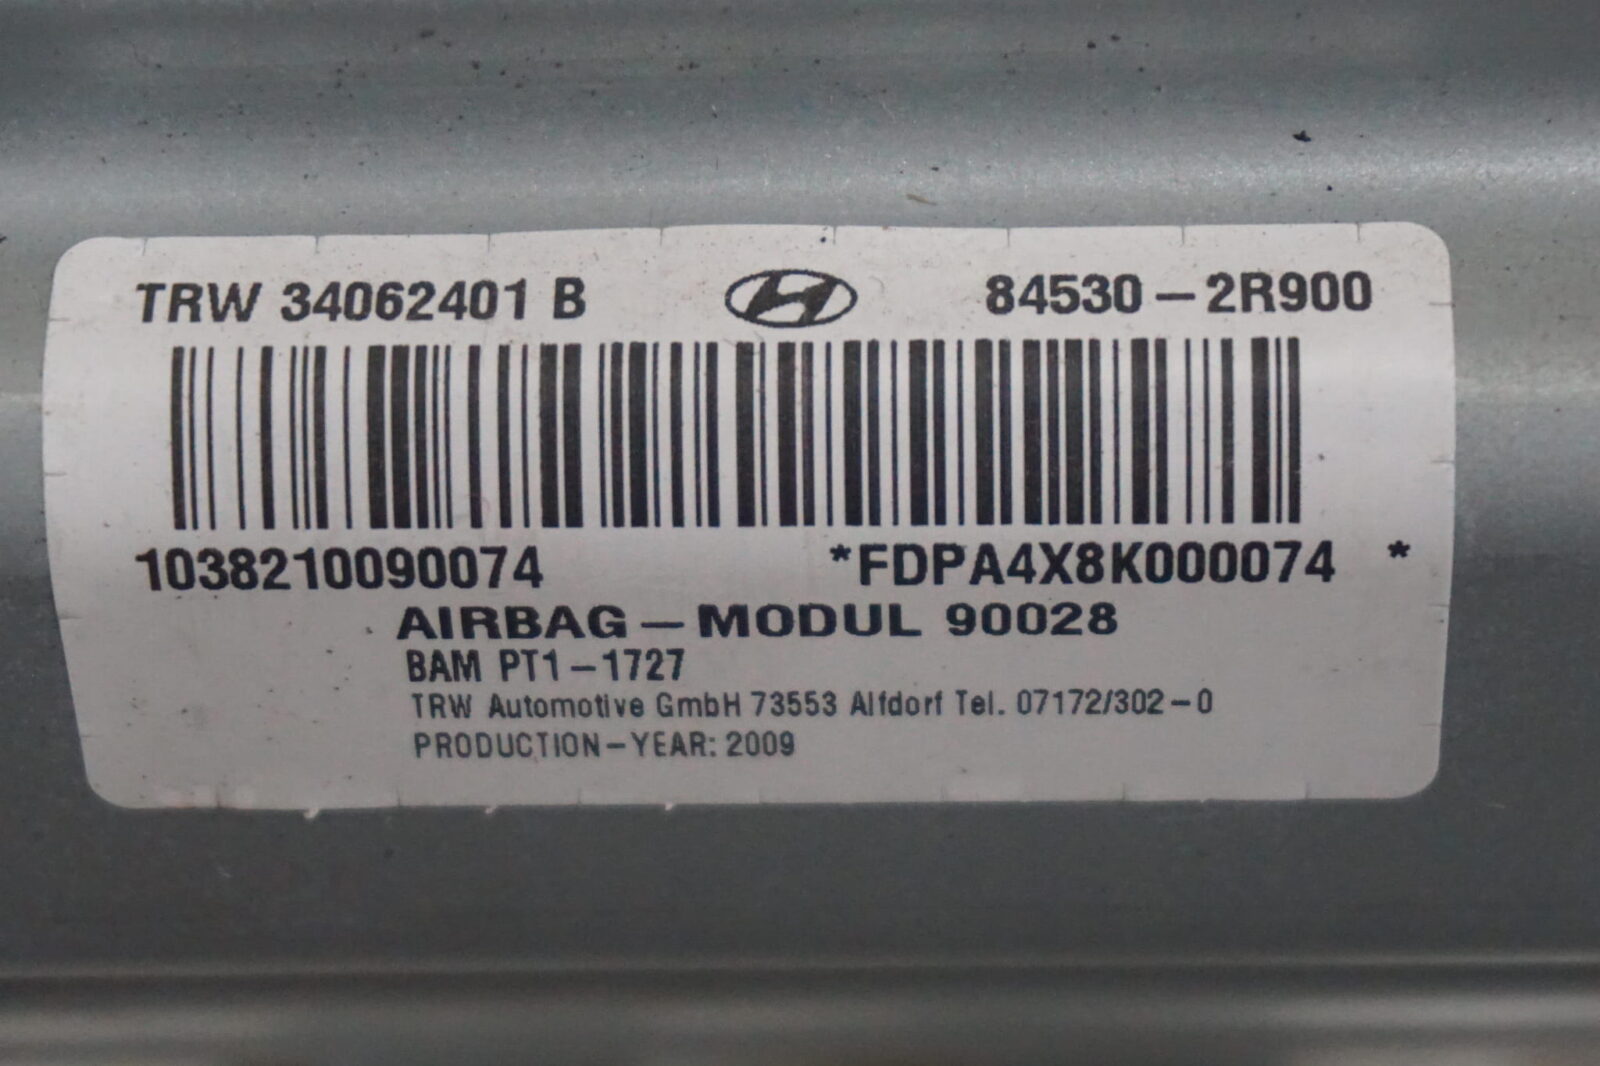 TRW 34062401 B 84530-2R900
1038210090074 *FDPA4X8K000074 *
AIRBAG-MODUL 90028
BAM PT1-1727
TRW Automotive GmbH 73553 Alfdorf Tel. 07172/302-0
PRODUCTION-YEAR: 2009